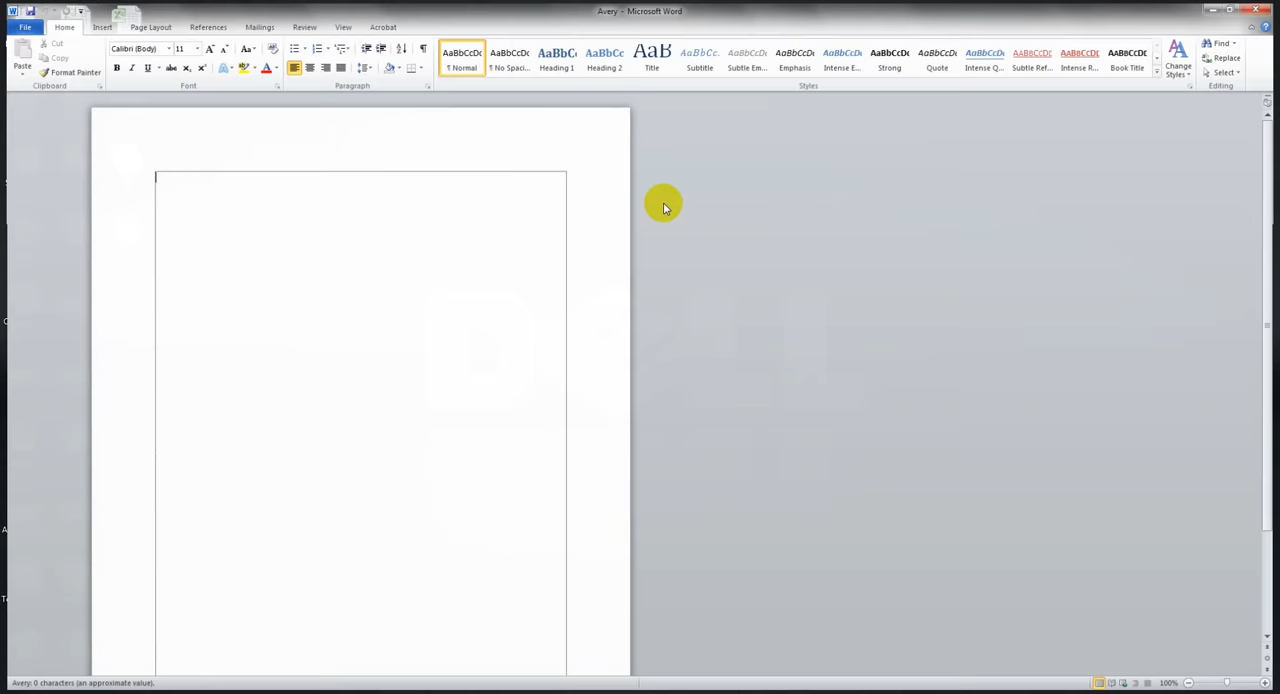 Avery - Microsoft Word
File Home Insert Page Layout References Mailings Review View Acrobat
Paste
Cut
Copy
Format Painter
Clipboard
Calibri (Body) 11
Font
Paragraph
AaBbCcDc AaBbCcDc AaBbCc AaBbCc AaB AaBbCc. AaBbCcDc AaBbCcDc AaBbCcDc AaBbCcDc AaBbCcDc AaBbCcDc AaBbCcDc AaBbCcDc AaBbCcDc
¶ Normal ¶ No Spaci... Heading 1 Heading 2 Title Subtitle Subtle Em... Emphasis Intense E... Strong Quote Intense Q... Subtle Ref... Intense R... Book Title
Change
Styles
Styles
Find
Replace
Select
Editing
Avery: 0 characters (an approximate value).
100%